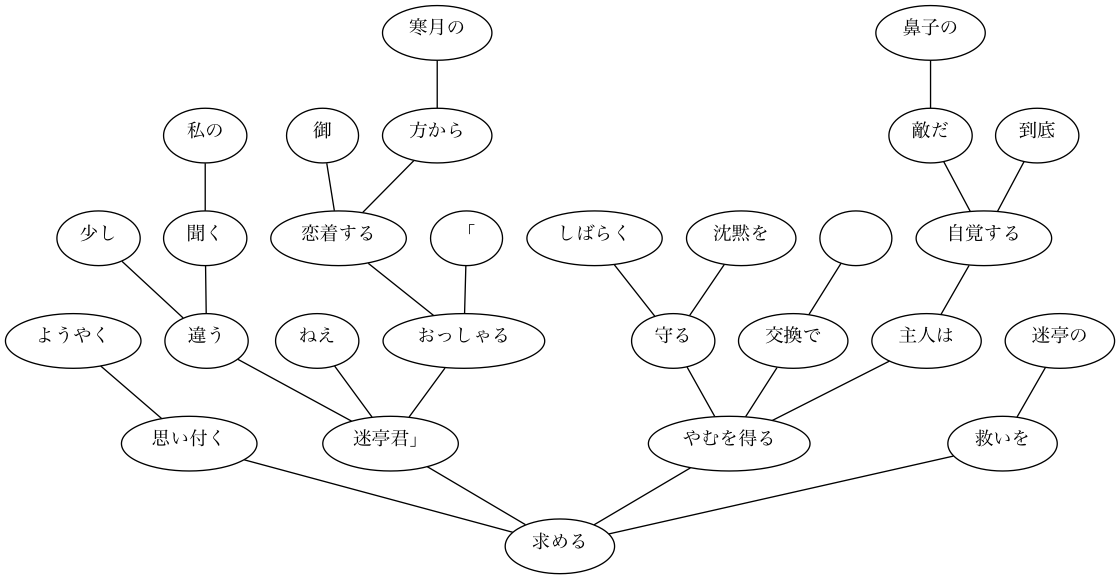 寒月の
鼻子の
私の
御
方から
敵だ
到底
少し
聞く
恋着する
「
しばらく
沈黙を
自覚する
ようやく
違う
ねえ
おっしゃる
守る
交換で
主人は
迷亭の
思い付く
迷亭君」
やむを得る
救いを
求める